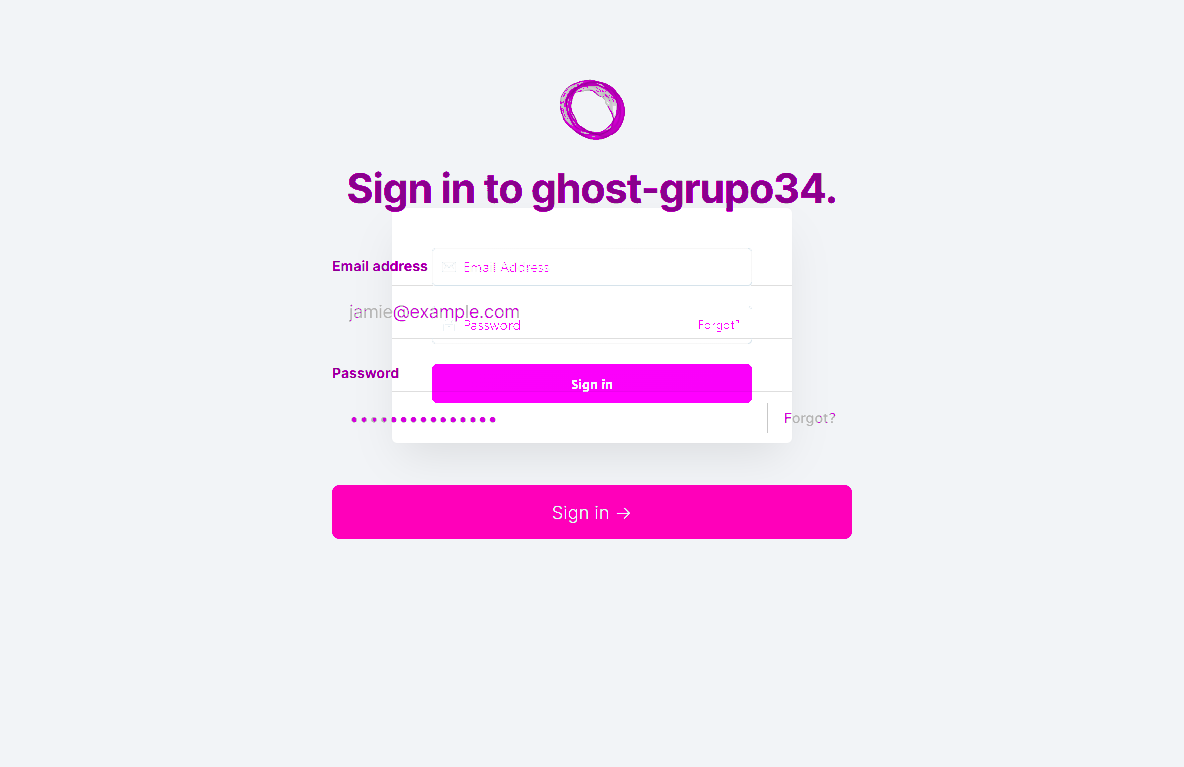 Sign in to ghost-grupo34.
Email address
Email Address
jamie@example.com
Password
Forgot?
Password
Sign in
Forgot?
Sign in →